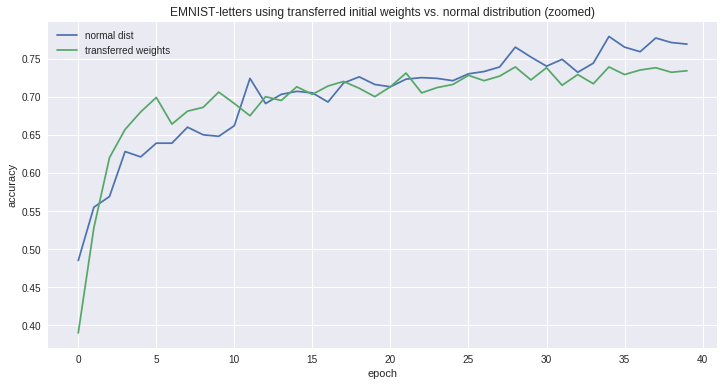 EMNIST-letters using transferred initial weights vs. normal distribution (zoomed)
normal dist
transferred weights
accuracy
0.75
0.70
0.65
0.60
0.55
0.50
0.45
0.40
0 5 10 15 20 25 30 35 40
epoch